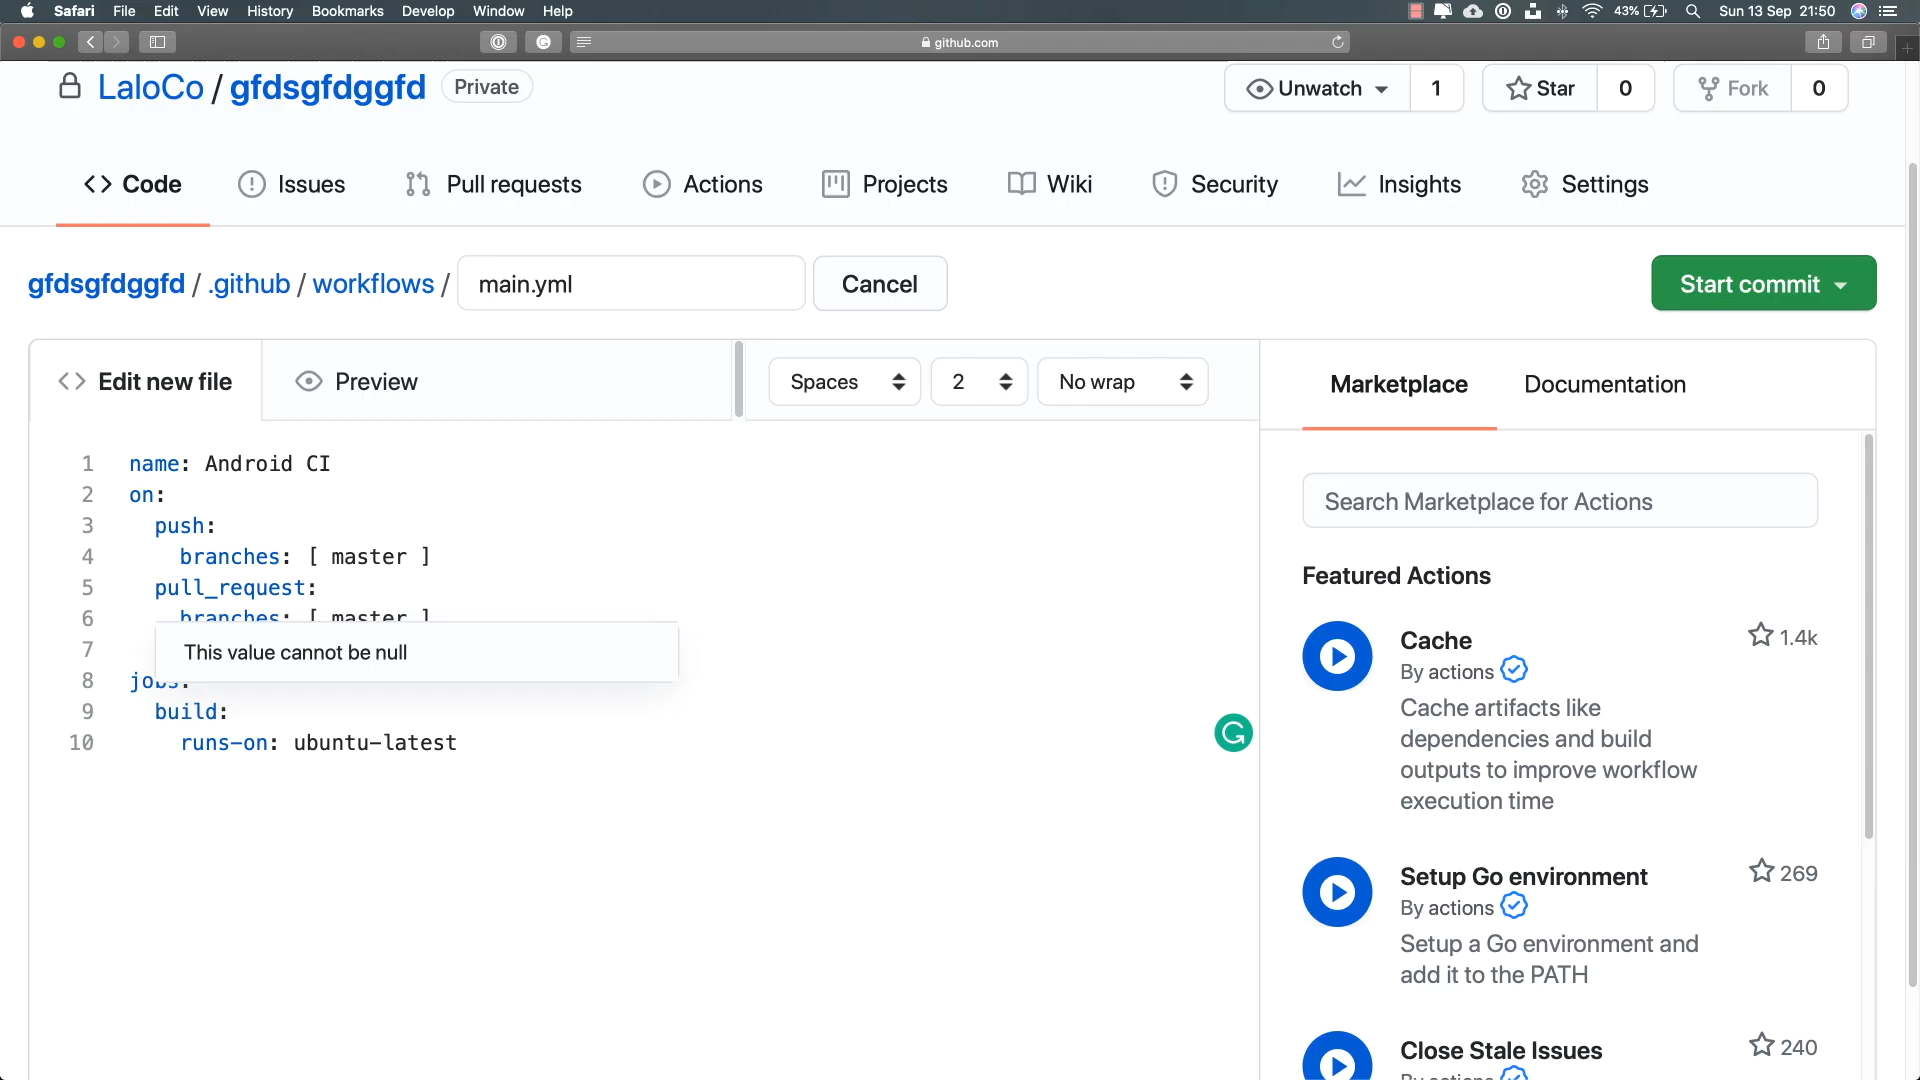 Safari File Edit View History Bookmarks Develop Window Help 43% Sun 13 Sep 21:50
github.com
LaloCo / gfdsgfdggfd Private Unwatch 1 Star 0 Fork 0
Code Issues Pull requests Actions Projects Wiki Security Insights Settings
gfdsgfdggfd / .github / workflows / main.yml Cancel Start commit
Edit new file Preview Spaces 2 No wrap
1 name: Android CI
2 on:
3 push:
4 branches: [ master ]
5 pull_request:
6 branches: [ master ]
7
This value cannot be null
8 jobs:
9 build:
10 runs-on: ubuntu-latest
Marketplace Documentation
Search Marketplace for Actions
Featured Actions
Cache 1.4k
By actions
Cache artifacts like
dependencies and build
outputs to improve workflow
execution time
Setup Go environment 269
By actions
Setup a Go environment and
add it to the PATH
Close Stale Issues 240
By actions